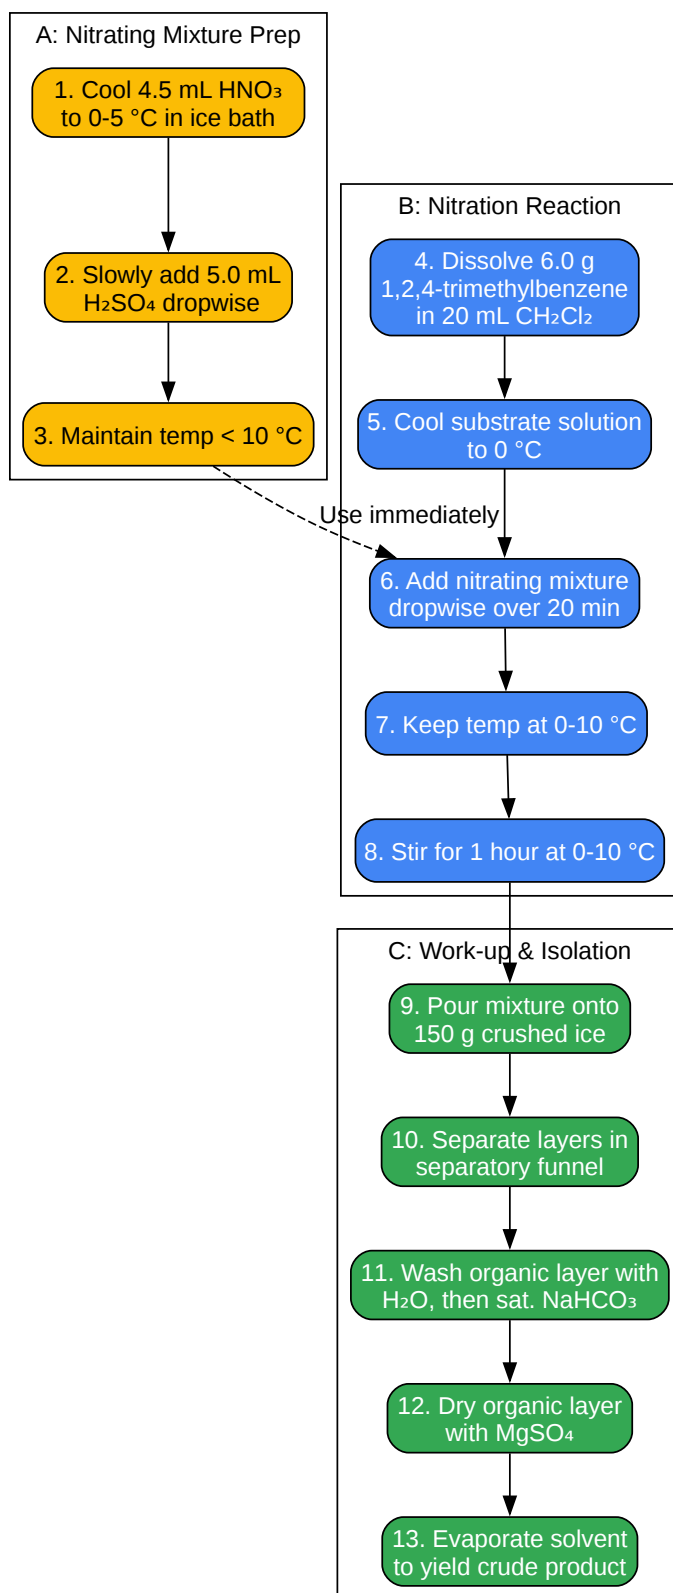 A: Nitrating Mixture Prep
1. Cool 4.5 mL HNO₃
to 0-5 °C in ice bath
2. Slowly add 5.0 mL
H₂SO₄ dropwise
3. Maintain temp < 10 °C
Use immediately
B: Nitration Reaction
4. Dissolve 6.0 g
1,2,4-trimethylbenzene
in 20 mL CH₂Cl₂
5. Cool substrate solution
to 0 °C
6. Add nitrating mixture
dropwise over 20 min
7. Keep temp at 0-10 °C
8. Stir for 1 hour at 0-10 °C
C: Work-up & Isolation
9. Pour mixture onto
150 g crushed ice
10. Separate layers in
separatory funnel
11. Wash organic layer with
H₂O, then sat. NaHCO₃
12. Dry organic layer
with MgSO₄
13. Evaporate solvent
to yield crude product